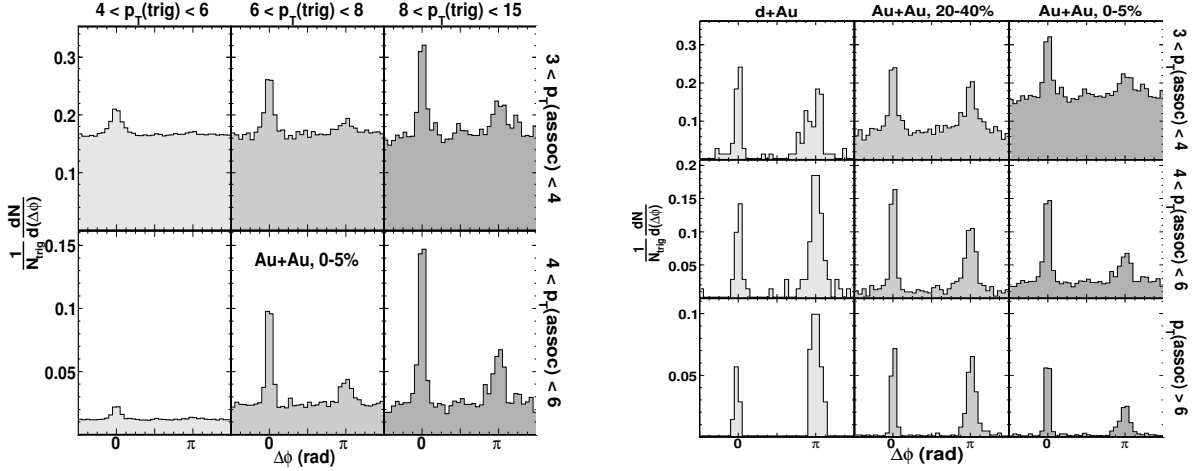 4 < p_T(trig) < 6   6 < p_T(trig) < 8   8 < p_T(trig) < 15
0.3
0.2
0.1
3 < p_T(assoc) < 4
1/N_trig dN/d(Δϕ)
0.15
0.1
0.05
Au+Au, 0-5%
4 < p_T(assoc) < 6
0   π   0   π   0   π
Δϕ (rad)
d+Au   Au+Au, 20-40%   Au+Au, 0-5%
0.3
0.2
0.1
3 < p_T(assoc) < 4
0.2
0.15
0.1
0.05
1/N_trig dN/d(Δϕ)
4 < p_T(assoc) < 6
0.1
0.05
p_T(assoc) > 6
0   π   0   π   0   π
Δϕ (rad)